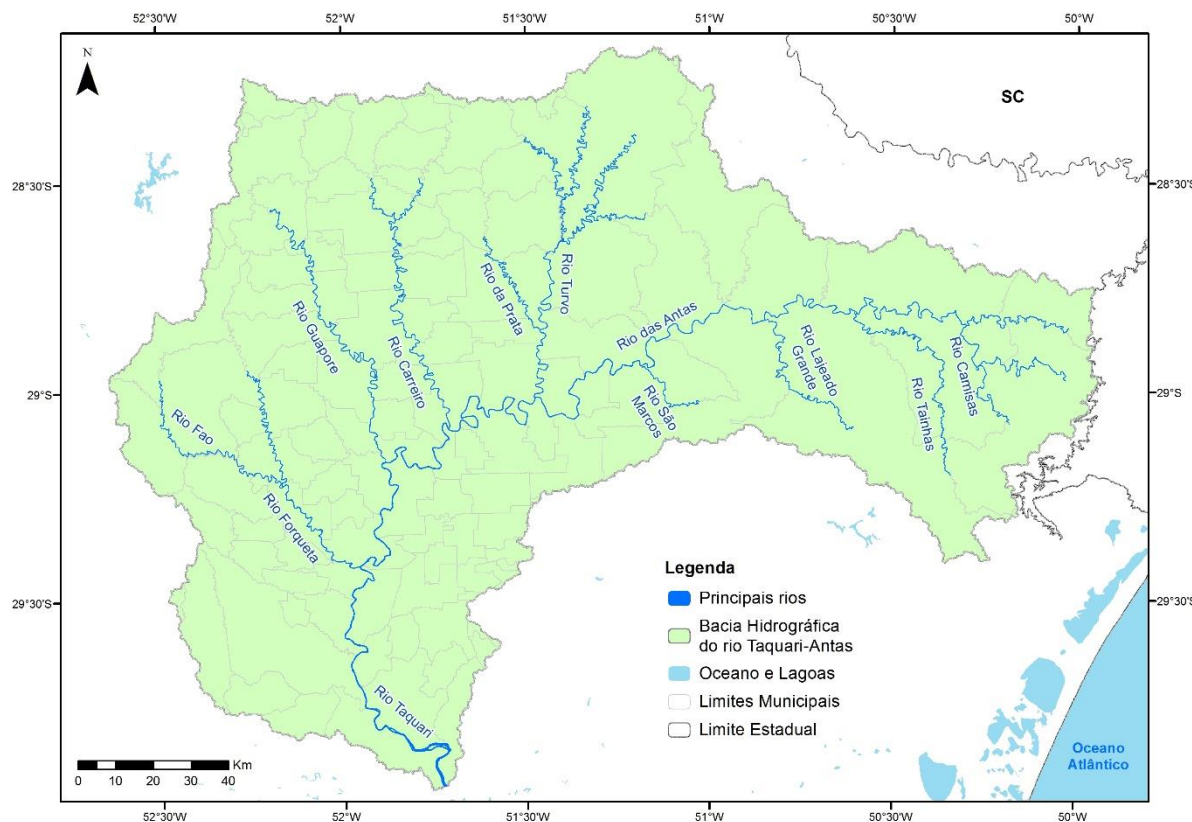 52°30'W
52°W
51°30'W
51°W
50°30'W
50°W
N
SC
28°30'S
28°30'S
Rio da Prata
Rio Turvo
Rio Guapore
Rio Carreiro
Rio das Antas
Rio Lajeado
Grande
Rio Camisas
Rio Tainhas
Rio São
Marcos
29°S
29°S
Rio Fao
Rio Forqueta
29°30'S
29°30'S
Rio Taquari
Legenda
Principais rios
Bacia Hidrográfica
do rio Taquari-Antas
Oceano e Lagoas
Limites Municipais
Limite Estadual
Oceano
Atlântico
0 10 20 30 40 Km
52°30'W
52°W
51°30'W
51°W
50°30'W
50°W